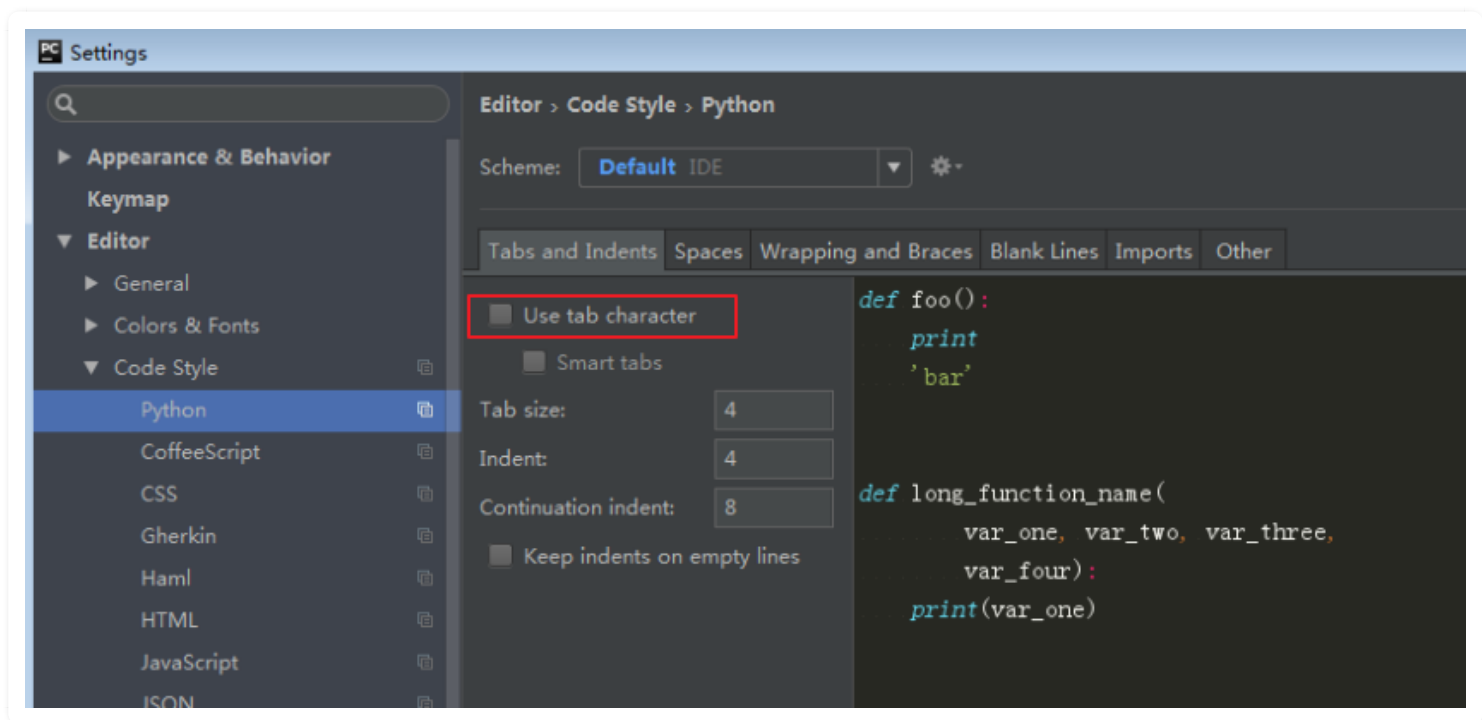 PC Settings
Editor › Code Style › Python
Appearance & Behavior
Scheme: Default IDE
Keymap
Editor
Tabs and Indents Spaces Wrapping and Braces Blank Lines Imports Other
General
Use tab character
Colors & Fonts
Smart tabs
Code Style
Python
Tab size: 4
CoffeeScript
Indent: 4
CSS
Continuation indent: 8
Gherkin
Keep indents on empty lines
Haml
HTML
JavaScript
JSON
def foo():
    print
    'bar'
def long_function_name(
        var_one, var_two, var_three,
        var_four):
    print(var_one)